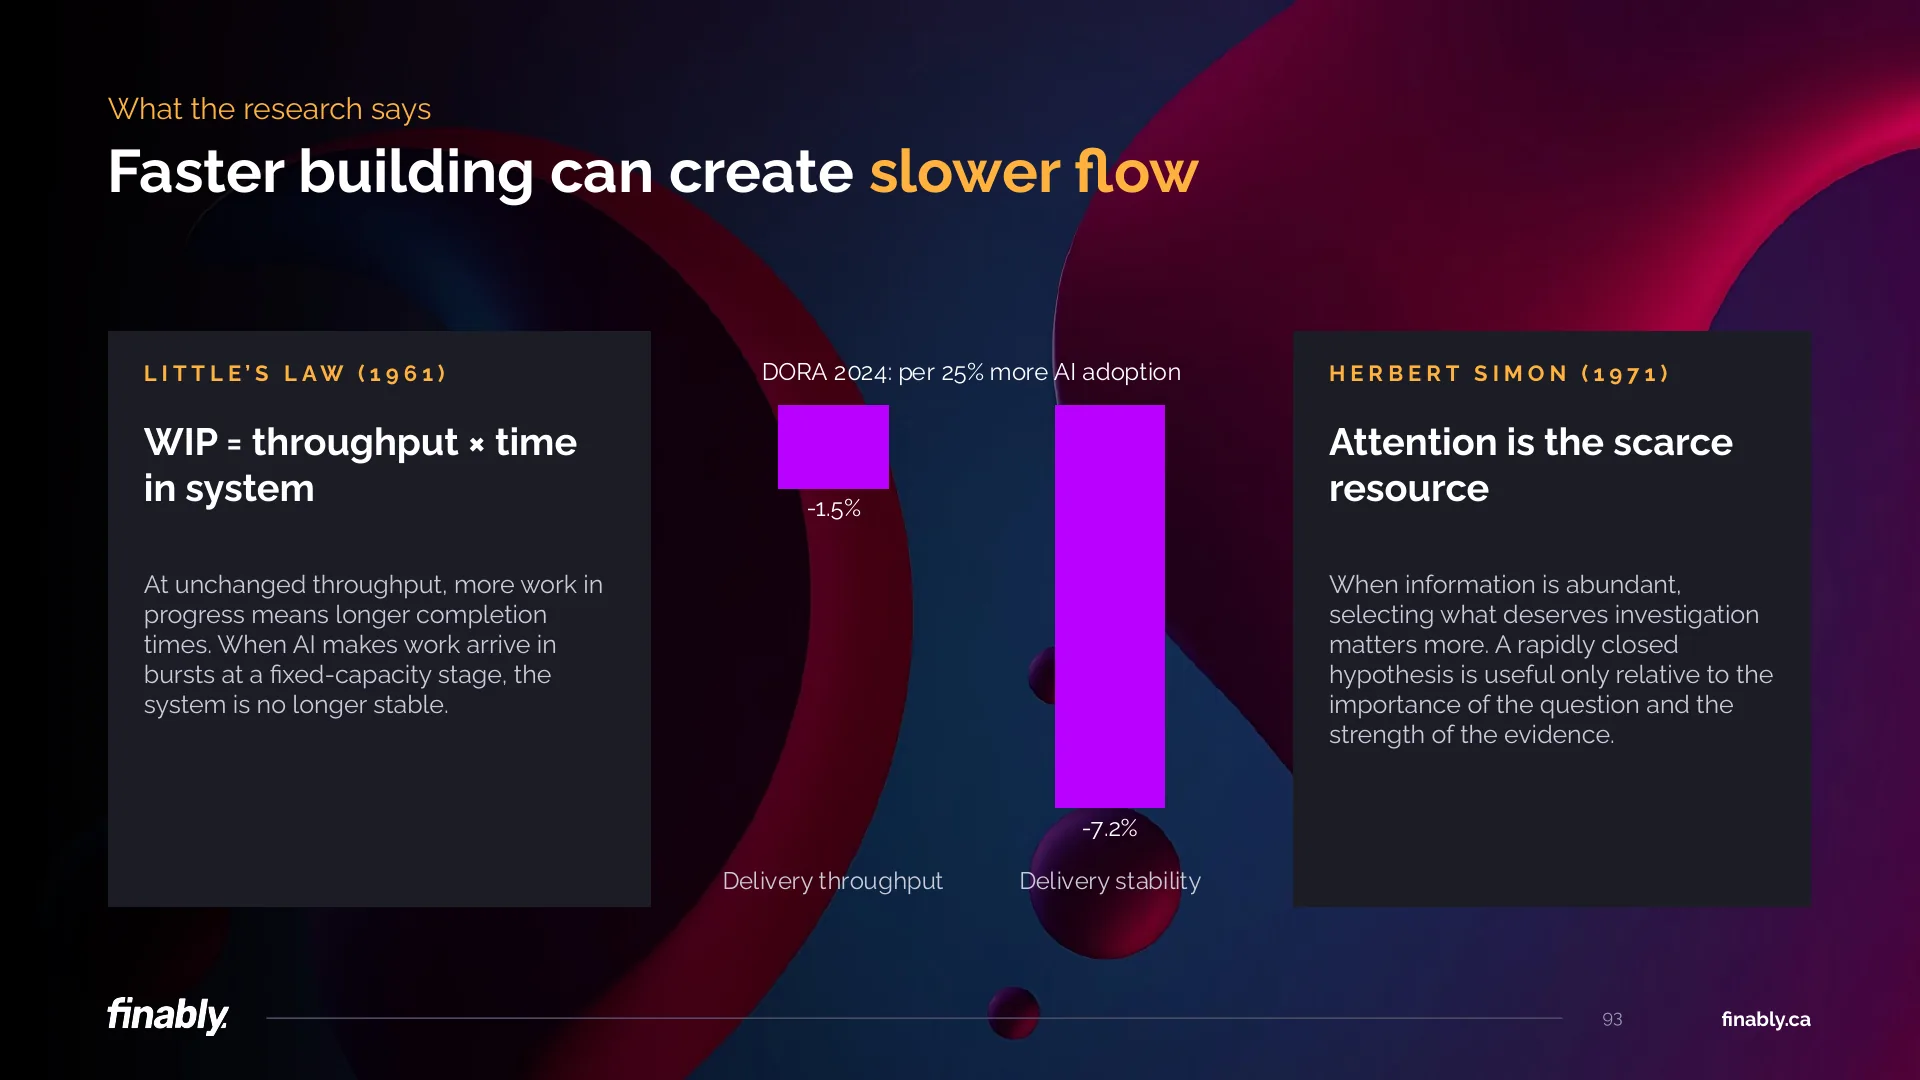 What the research says
Faster building can create slower flow
LITTLE’S LAW (1961)
WIP = throughput × time
in system
At unchanged throughput, more work in
progress means longer completion
times. When AI makes work arrive in
bursts at a fixed-capacity stage, the
system is no longer stable.
DORA 2024: per 25% more AI adoption
-1.5%
-7.2%
Delivery throughput
Delivery stability
HERBERT SIMON (1971)
Attention is the scarce
resource
When information is abundant,
selecting what deserves investigation
matters more. A rapidly closed
hypothesis is useful only relative to the
importance of the question and the
strength of the evidence.
finably.
93
finably.ca